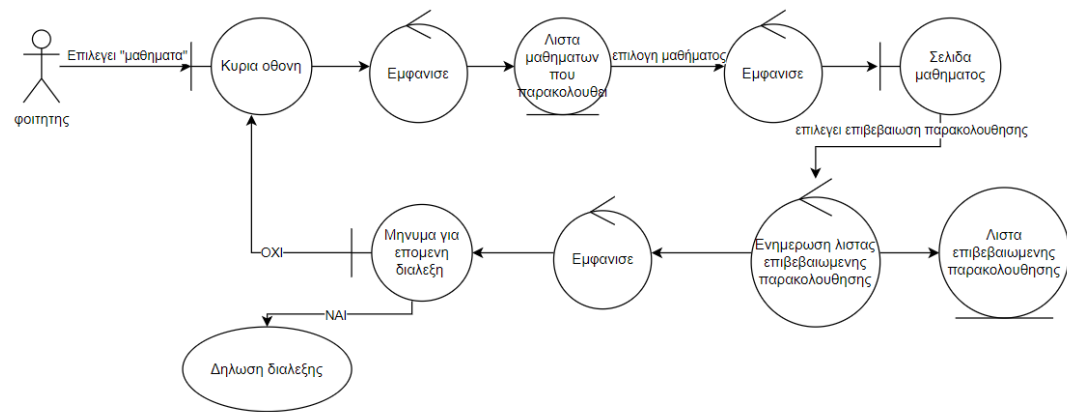 Επιλεγει "μαθηματα"
φοιτητης
Κυρια οθονη
Εμφανισε
Λιστα
μαθηματων
που
παρακολουθει
επιλογη μαθήματος
Εμφανισε
Σελιδα
μαθηματος
επιλεγει επιβεβαιωση παρακολουθησης
Ενημερωση λιστας
επιβεβαιωμενης
παρακολουθησης
Λιστα
επιβεβαιωμενης
παρακολουθησης
Εμφανισε
Μηνυμα για
επομενη
διαλεξη
ΟΧΙ
ΝΑΙ
Δηλωση διαλεξης